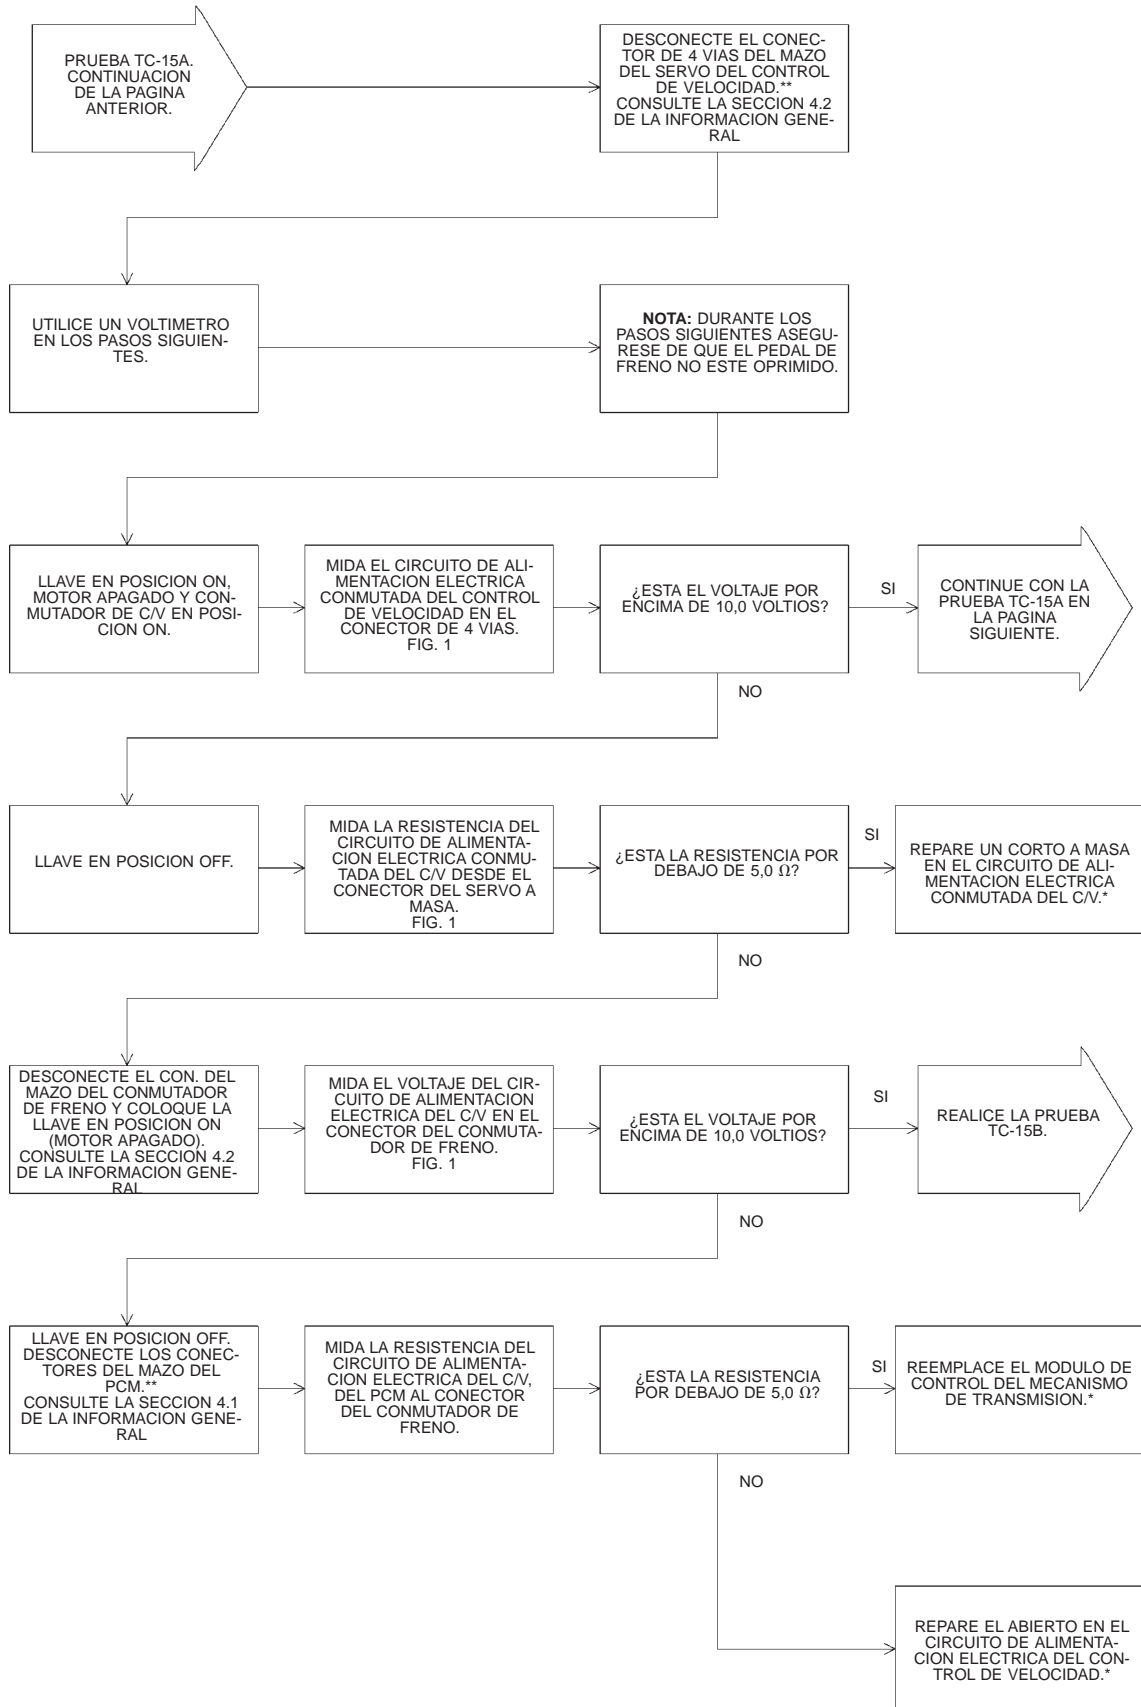 PRUEBA TC-15A.
CONTINUACION
DE LA PAGINA
ANTERIOR.
DESCONECTE EL CONEC-
TOR DE 4 VIAS DEL MAZO
DEL SERVO DEL CONTROL
DE VELOCIDAD.**
CONSULTE LA SECCION 4.2
DE LA INFORMACION GENE-
RAL
UTILICE UN VOLTIMETRO
EN LOS PASOS SIGUIEN-
TES.
NOTA: DURANTE LOS
PASOS SIGUIENTES ASEGU-
RESE DE QUE EL PEDAL DE
FRENO NO ESTE OPRIMIDO.
LLAVE EN POSICION ON,
MOTOR APAGADO Y CON-
MUTADOR DE C/V EN POSI-
CION ON.
MIDA EL CIRCUITO DE ALI-
MENTACION ELECTRICA
CONMUTADA DEL CONTROL
DE VELOCIDAD EN EL
CONECTOR DE 4 VIAS.
FIG. 1
¿ESTA EL VOLTAJE POR
ENCIMA DE 10,0 VOLTIOS?
SI
CONTINUE CON LA
PRUEBA TC-15A EN
LA PAGINA
SIGUIENTE.
NO
LLAVE EN POSICION OFF.
MIDA LA RESISTENCIA DEL
CIRCUITO DE ALIMENTA-
CION ELECTRICA CONMU-
TADA DEL C/V DESDE EL
CONECTOR DEL SERVO A
MASA.
FIG. 1
¿ESTA LA RESISTENCIA POR
DEBAJO DE 5,0 Ω?
SI
REPARE UN CORTO A MASA
EN EL CIRCUITO DE ALI-
MENTACION ELECTRICA
CONMUTADA DEL C/V.*
NO
DESCONECTE EL CON. DEL
MAZO DEL CONMUTADOR
DE FRENO Y COLOQUE LA
LLAVE EN POSICION ON
(MOTOR APAGADO).
CONSULTE LA SECCION 4.2
DE LA INFORMACION GENE-
RAL
MIDA EL VOLTAJE DEL CIR-
CUITO DE ALIMENTACION
ELECTRICA DEL C/V EN EL
CONECTOR DEL CONMUTA-
DOR DE FRENO.
FIG. 1
¿ESTA EL VOLTAJE POR
ENCIMA DE 10,0 VOLTIOS?
SI
REALICE LA PRUEBA
TC-15B.
NO
LLAVE EN POSICION OFF.
DESCONECTE LOS CONEC-
TORES DEL MAZO DEL
PCM.**
CONSULTE LA SECCION 4.1
DE LA INFORMACION GENE-
RAL
MIDA LA RESISTENCIA DEL
CIRCUITO DE ALIMENTA-
CION ELECTRICA DEL C/V,
DEL PCM AL CONECTOR
DEL CONMUTADOR DE
FRENO.
¿ESTA LA RESISTENCIA
POR DEBAJO DE 5,0 Ω?
SI
REEMPLACE EL MODULO DE
CONTROL DEL MECANISMO
DE TRANSMISION.*
NO
REPARE EL ABIERTO EN EL
CIRCUITO DE ALIMENTA-
CION ELECTRICA DEL CON-
TROL DE VELOCIDAD.*